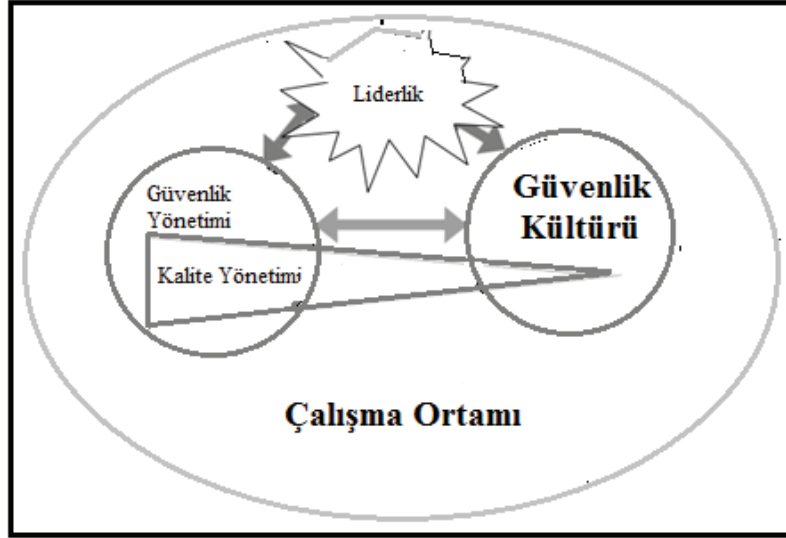 Liderlik
Güvenlik
Yönetimi
Güvenlik
Kültürü
Kalite Yönetimi
Çalışma Ortamı